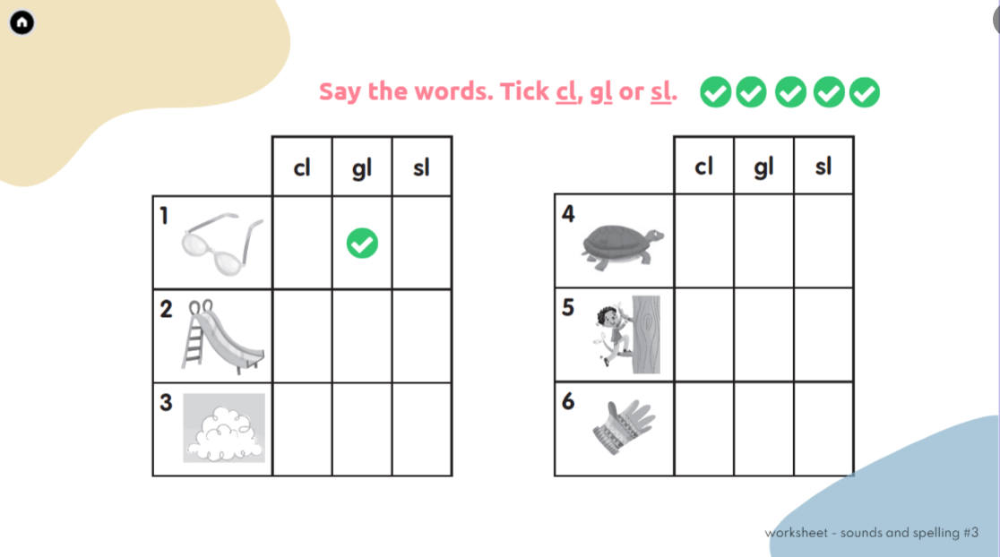 Say the words. Tick cl, gl or sl.
cl gl sl
1
2
3
cl gl sl
4
5
6
worksheet - sounds and spelling #3